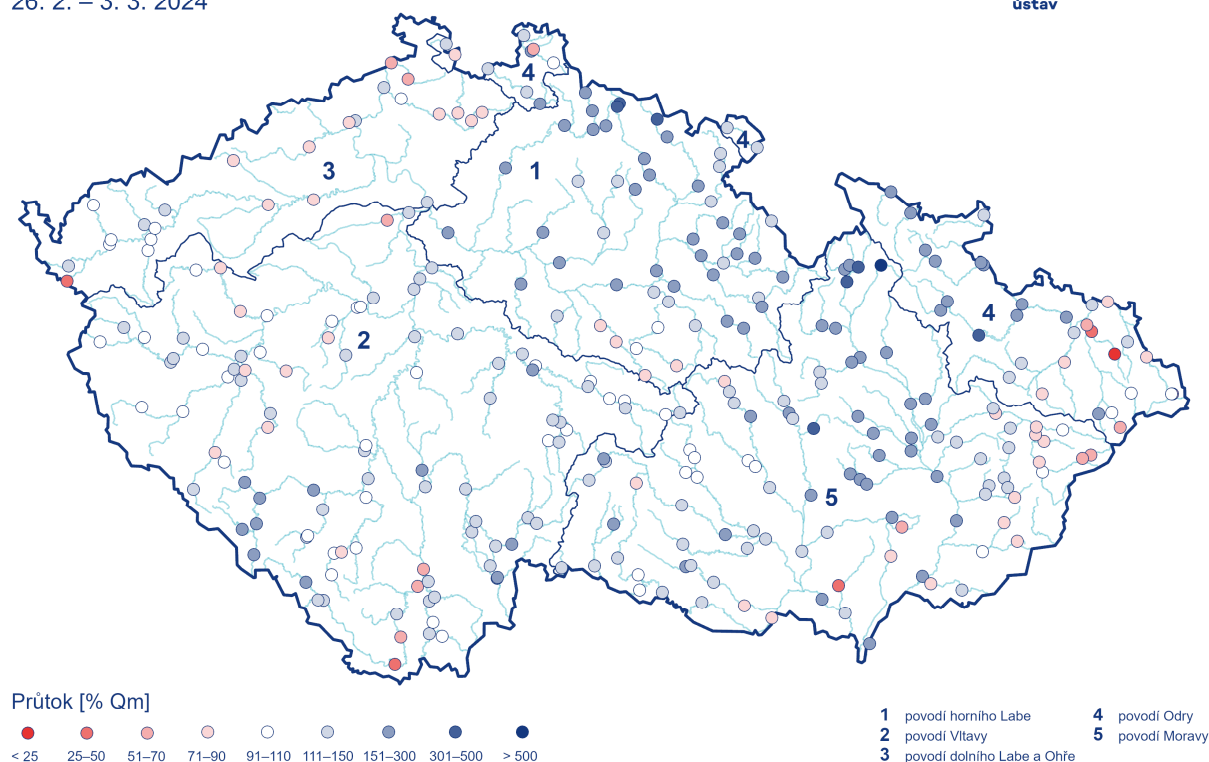 26. 2. – 3. 3. 2024
ústav
4
4
1
3
4
2
5
Průtok [% Qm]
< 25
25–50
51–70
71–90
91–110
111–150
151–300
301–500
> 500
1 povodí horního Labe
2 povodí Vltavy
3 povodí dolního Labe a Ohře
4 povodí Odry
5 povodí Moravy